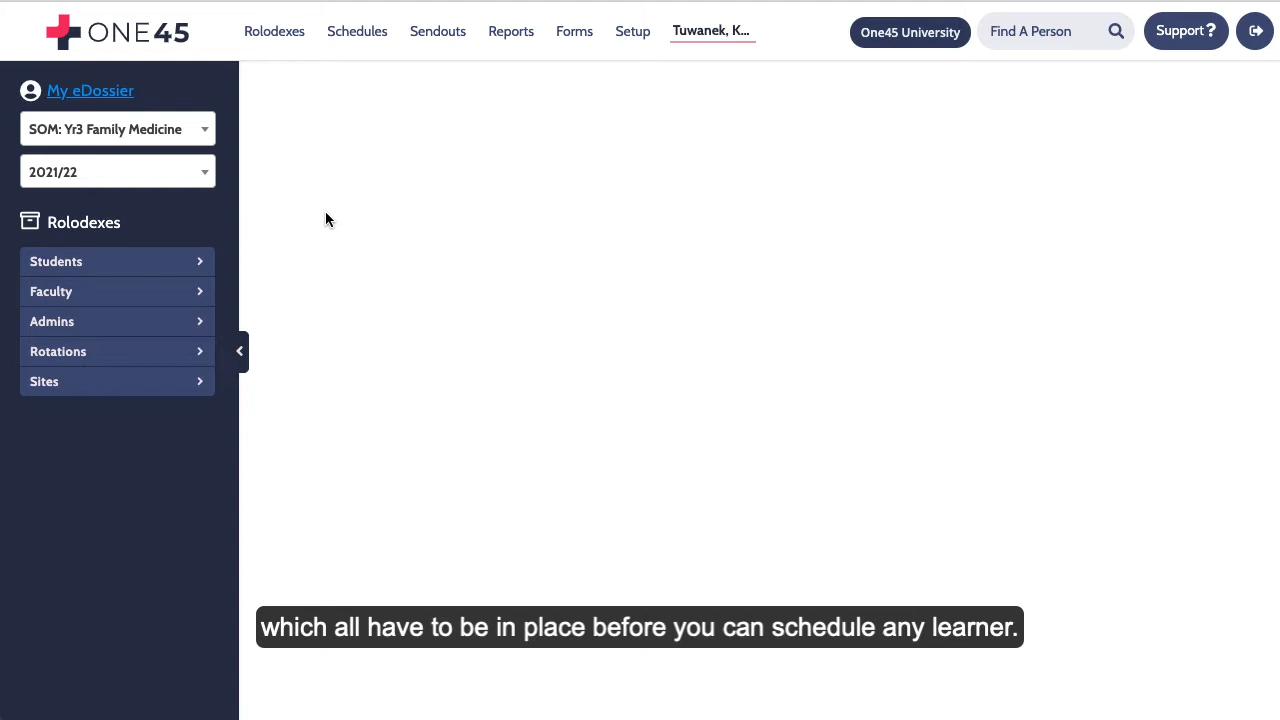 ONE45
Rolodexes
Schedules
Sendouts
Reports
Forms
Setup
Tuwanek, K...
One45 University
Find A Person
Support?
My eDossier
SOM: Yr3 Family Medicine
2021/22
Rolodexes
Students
Faculty
Admins
Rotations
Sites
which all have to be in place before you can schedule any learner.